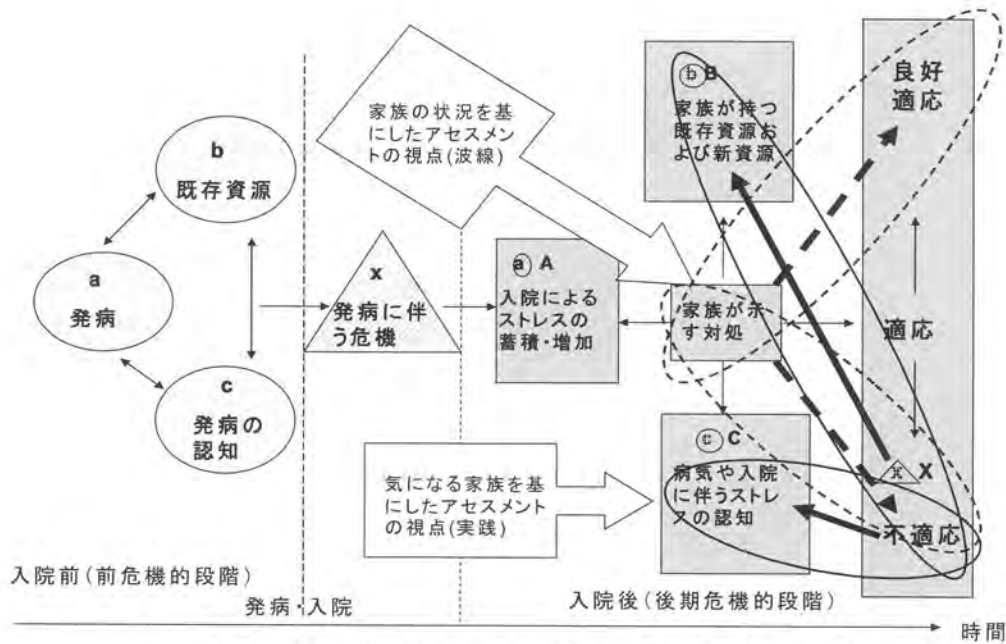 b
既存資源
a
発病
c
発病の
認知
x
発病に伴
う危機
家族の状況を基
にしたアセスメン
トの視点(波線)
a A
入院による
ストレスの
蓄積・増加
家族が示
す対処
b B
家族が持つ
既存資源お
よび新資源
c C
病気や入院
に伴うストレ
スの認知
気になる家族を基
にしたアセスメント
の視点(実践)
良好
適応
適応
x X
不適応
入院前(前危機的段階)
発病・入院
入院後(後期危機的段階)
時間